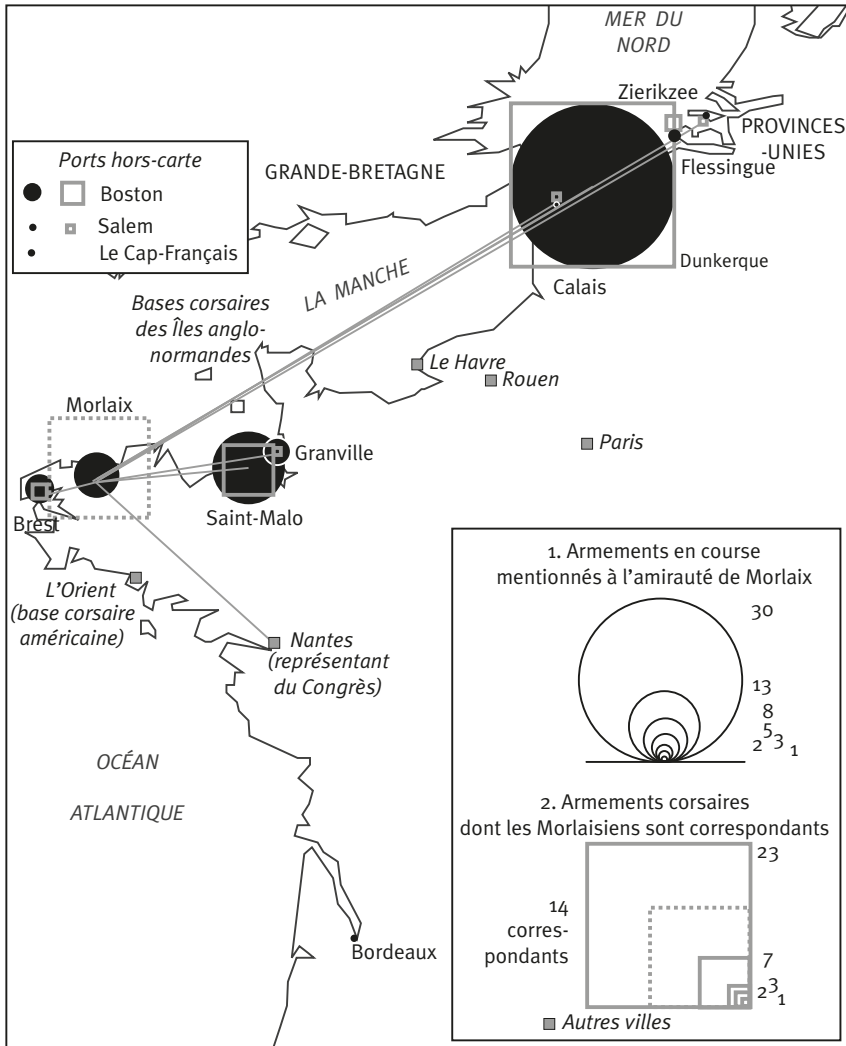 MER DU
NORD
Zierikzee
PROVINCES
-UNIES
Ports hors-carte
Boston
Salem
Le Cap-Français
GRANDE-BRETAGNE
Flessingue
Dunkerque
Calais
LA MANCHE
Bases corsaires
des Îles anglo-
normandes
Le Havre
Rouen
Morlaix
Paris
Granville
Brest
Saint-Malo
L'Orient
(base corsaire
américaine)
Nantes
(représentant
du Congrès)
OCÉAN
ATLANTIQUE
Bordeaux
1. Armements en course
mentionnés à l'amirauté de Morlaix
30
13
8
5
2 3 1
2. Armements corsaires
dont les Morlaisiens sont correspondants
23
14
corres-
pondants
7
2 3 1
Autres villes